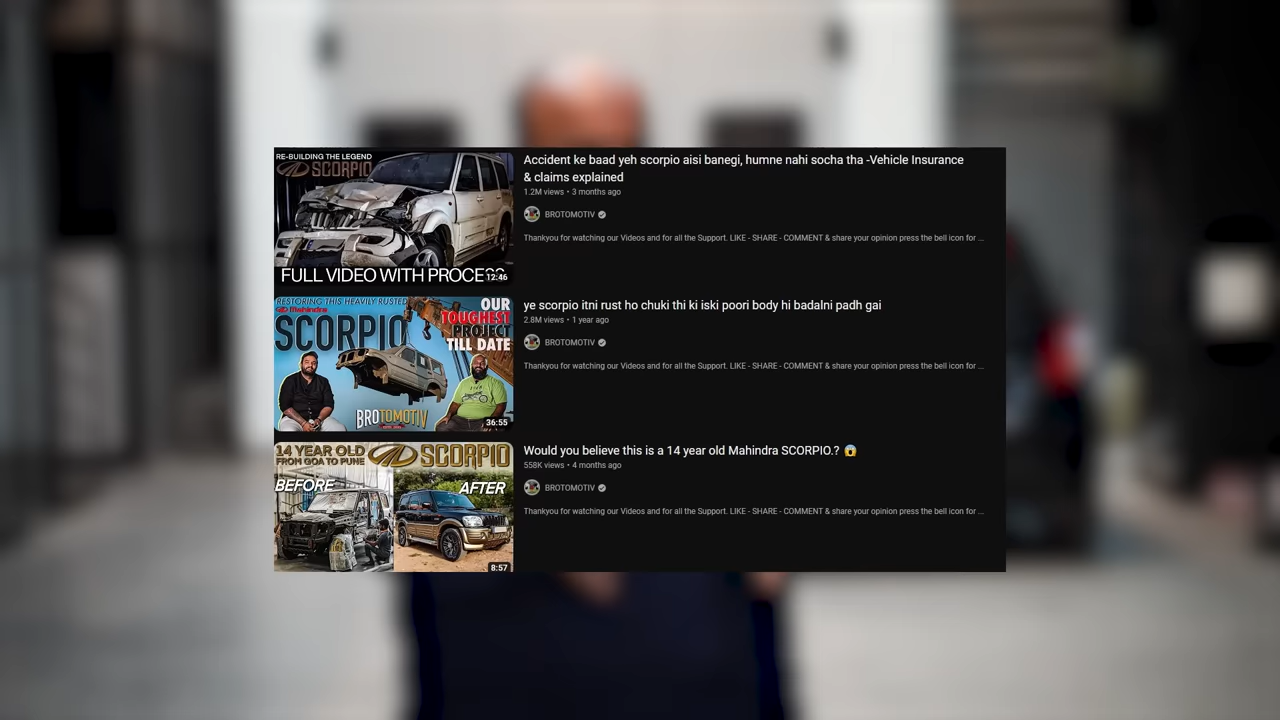 RE-BUILDING THE LEGEND
SCORPIO
FULL VIDEO WITH PROCESS
12:46
Accident ke baad yeh scorpio aisi banegi, humne nahi socha tha -Vehicle Insurance
& claims explained
1.2M views • 3 months ago
BROTOMOTIV
Thankyou for watching our Videos and for all the Support. LIKE - SHARE - COMMENT & share your opinion press the bell icon for ...
RESTORING THIS HEAVILY RUSTED
Mahindra
SCORPIO
OUR
TOUGHEST
PROJECT
TILL DATE
BROTOMOTIV
36:55
ye scorpio itni rust ho chuki thi ki iski poori body hi badalni padh gai
2.8M views • 1 year ago
BROTOMOTIV
Thankyou for watching our Videos and for all the Support. LIKE - SHARE - COMMENT & share your opinion press the bell icon for ...
14 YEAR OLD
FROM GOA TO PUNE
SCORPIO
BEFORE
AFTER
8:57
Would you believe this is a 14 year old Mahindra SCORPIO.? 😱
558K views • 4 months ago
BROTOMOTIV
Thankyou for watching our Videos and for all the Support. LIKE - SHARE - COMMENT & share your opinion press the bell icon for ...